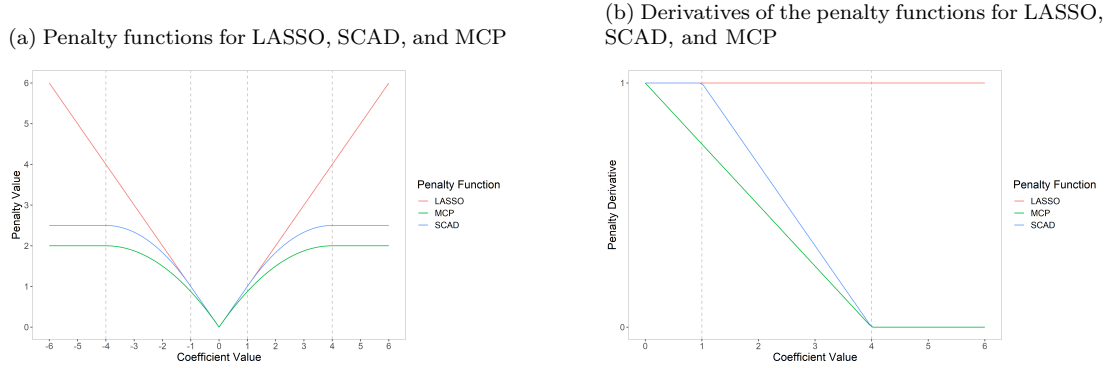 (a) Penalty functions for LASSO, SCAD, and MCP
6
5
4
3
2
1
0
Penalty Value
-6 -5 -4 -3 -2 -1 0 1 2 3 4 5 6
Coefficient Value
Penalty Function
LASSO
MCP
SCAD
(b) Derivatives of the penalty functions for LASSO,
SCAD, and MCP
1
0
Penalty Derivative
0 1 2 3 4 5 6
Coefficient Value
Penalty Function
LASSO
MCP
SCAD